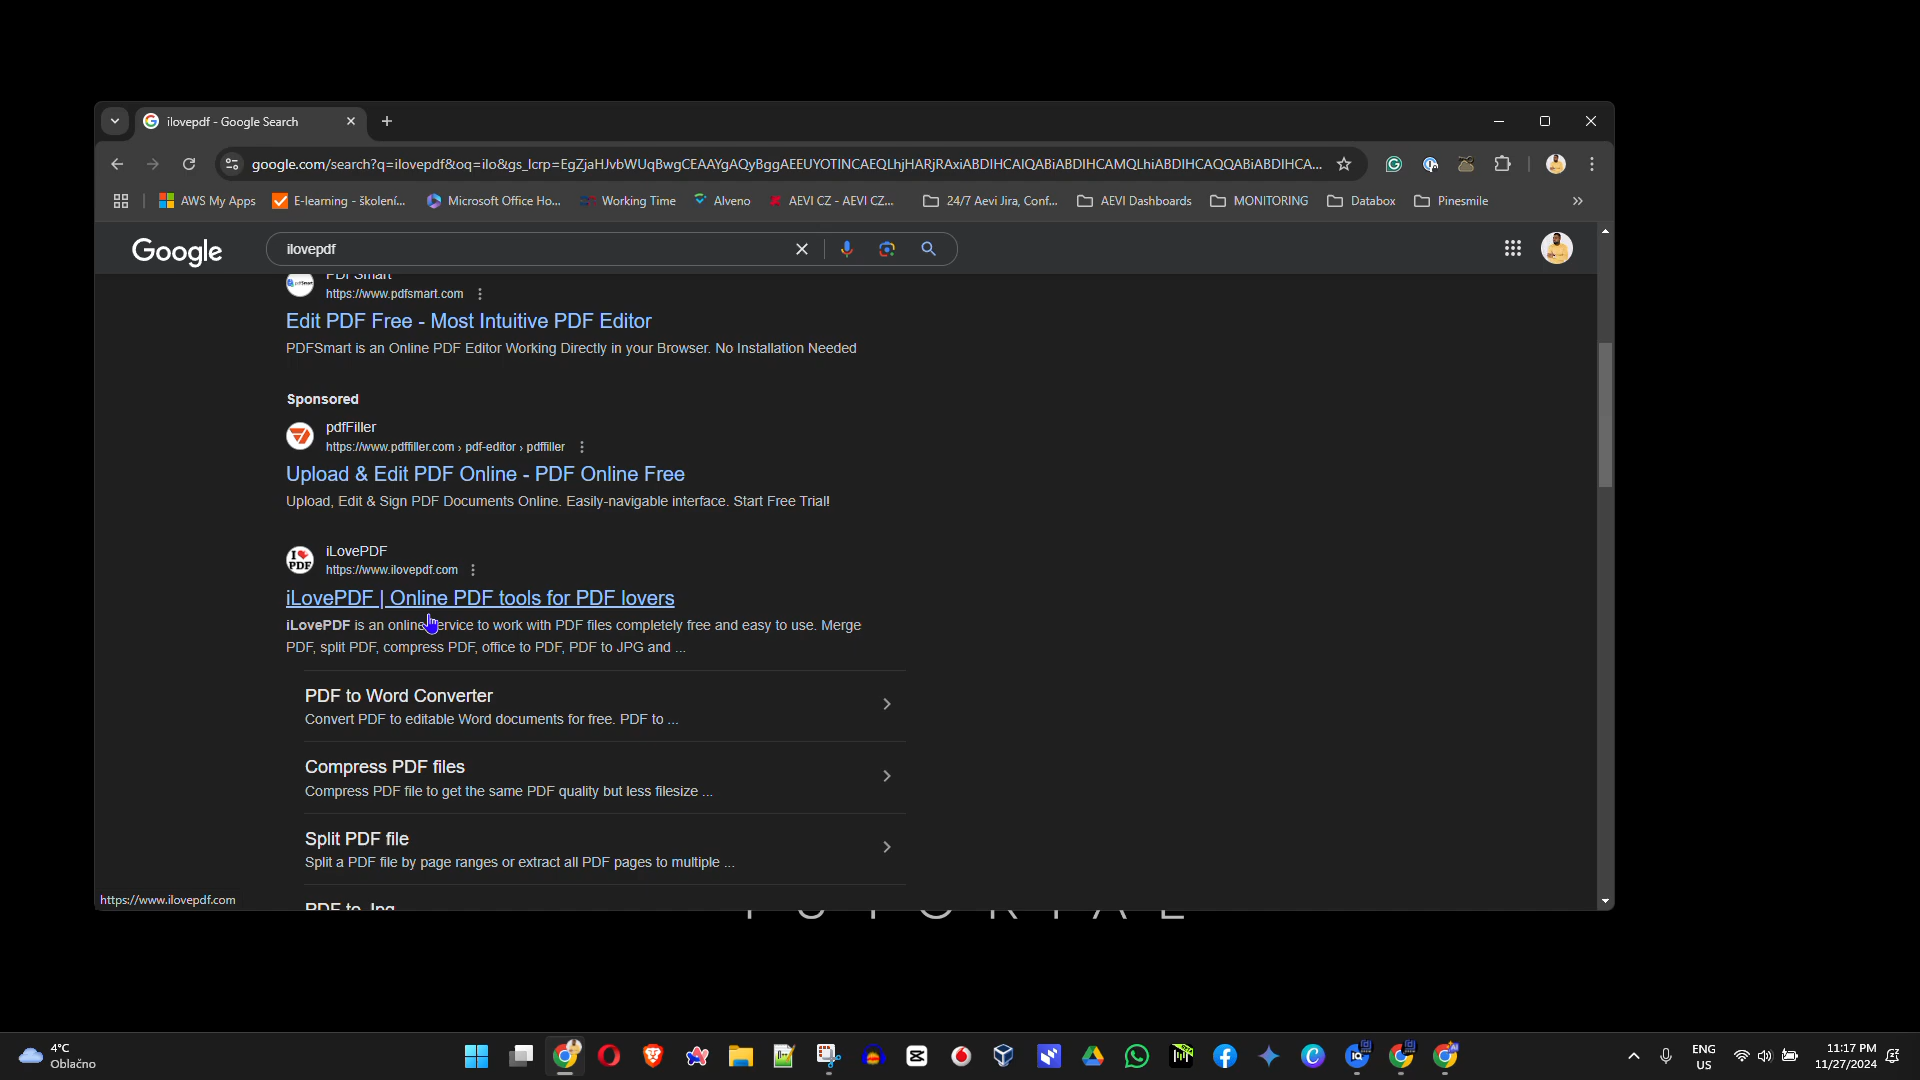 ilovepdf - Google Search
google.com/search?q=ilovepdf&oq=ilo&gs_lcrp=EgZjaHJvbWUqBwgCEAAYgAQyBggAEEUYOTINCAEQLhjHARjRAxiABDIHCAIQABiABDIHCAMQLhiABDIHCAQQABiABDIHCA...
AWS My Apps
E-learning - školení...
Microsoft Office Ho...
Working Time
Alveno
AEVI CZ - AEVI CZ...
24/7 Aevi Jira, Conf...
AEVI Dashboards
MONITORING
Databox
Pinesmile
Google
ilovepdf
PDF Smart
https://www.pdfsmart.com
Edit PDF Free - Most Intuitive PDF Editor
PDFSmart is an Online PDF Editor Working Directly in your Browser. No Installation Needed
Sponsored
pdfFiller
https://www.pdffiller.com › pdf-editor › pdffiller
Upload & Edit PDF Online - PDF Online Free
Upload, Edit & Sign PDF Documents Online. Easily-navigable interface. Start Free Trial!
I PDF
iLovePDF
https://www.ilovepdf.com
iLovePDF | Online PDF tools for PDF lovers
iLovePDF is an online service to work with PDF files completely free and easy to use. Merge
PDF, split PDF, compress PDF, office to PDF, PDF to JPG and ...
PDF to Word Converter
Convert PDF to editable Word documents for free. PDF to ...
Compress PDF files
Compress PDF file to get the same PDF quality but less filesize ...
Split PDF file
Split a PDF file by page ranges or extract all PDF pages to multiple ...
PDF to Jpg
https://www.ilovepdf.com
4°C
Oblačno
ENG
US
11:17 PM
11/27/2024